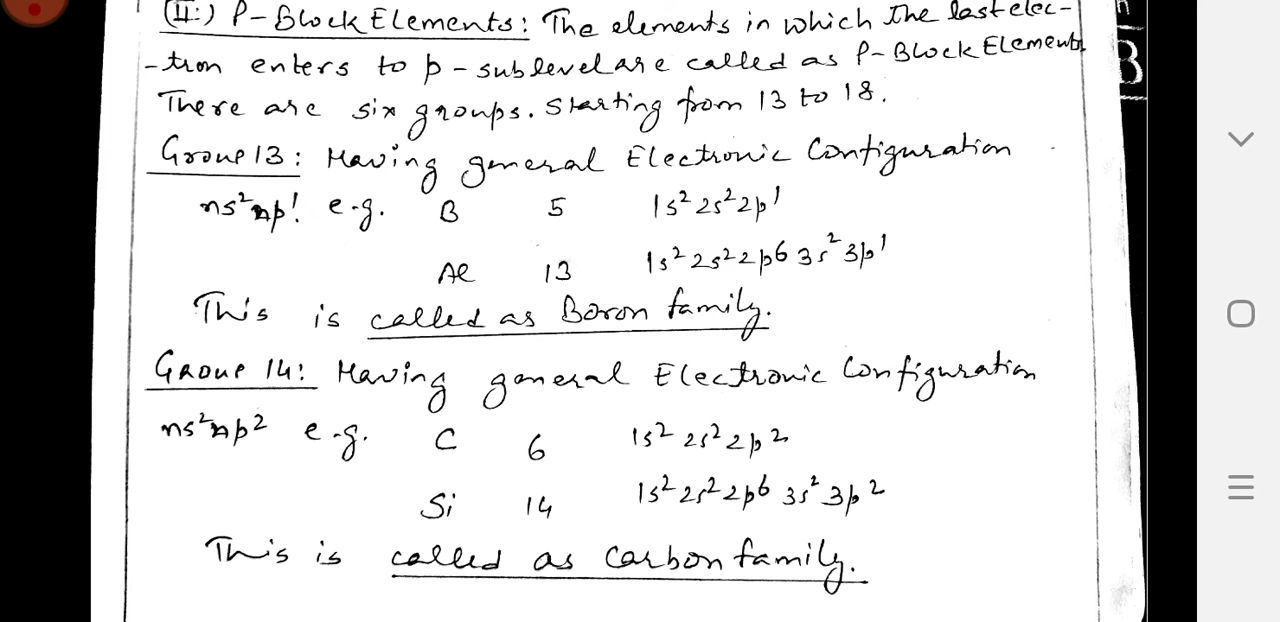 (II:) P-Block Elements: The elements in which the last elec-
-tron enters to p-sublevel are called as P-Block Elements
There are six groups. Starting from 13 to 18.
Group 13: Having general Electronic Configuration
ns²np¹. e.g. B 5 1s² 2s² 2p¹
Al 13 1s² 2s² 2p6 3s² 3p¹
This is called as Boron family.
Group 14: Having general Electronic Configuration
ns²np² e.g. C 6 1s² 2s² 2p²
Si 14 1s² 2s² 2p6 3s² 3p²
This is called as Carbon family.